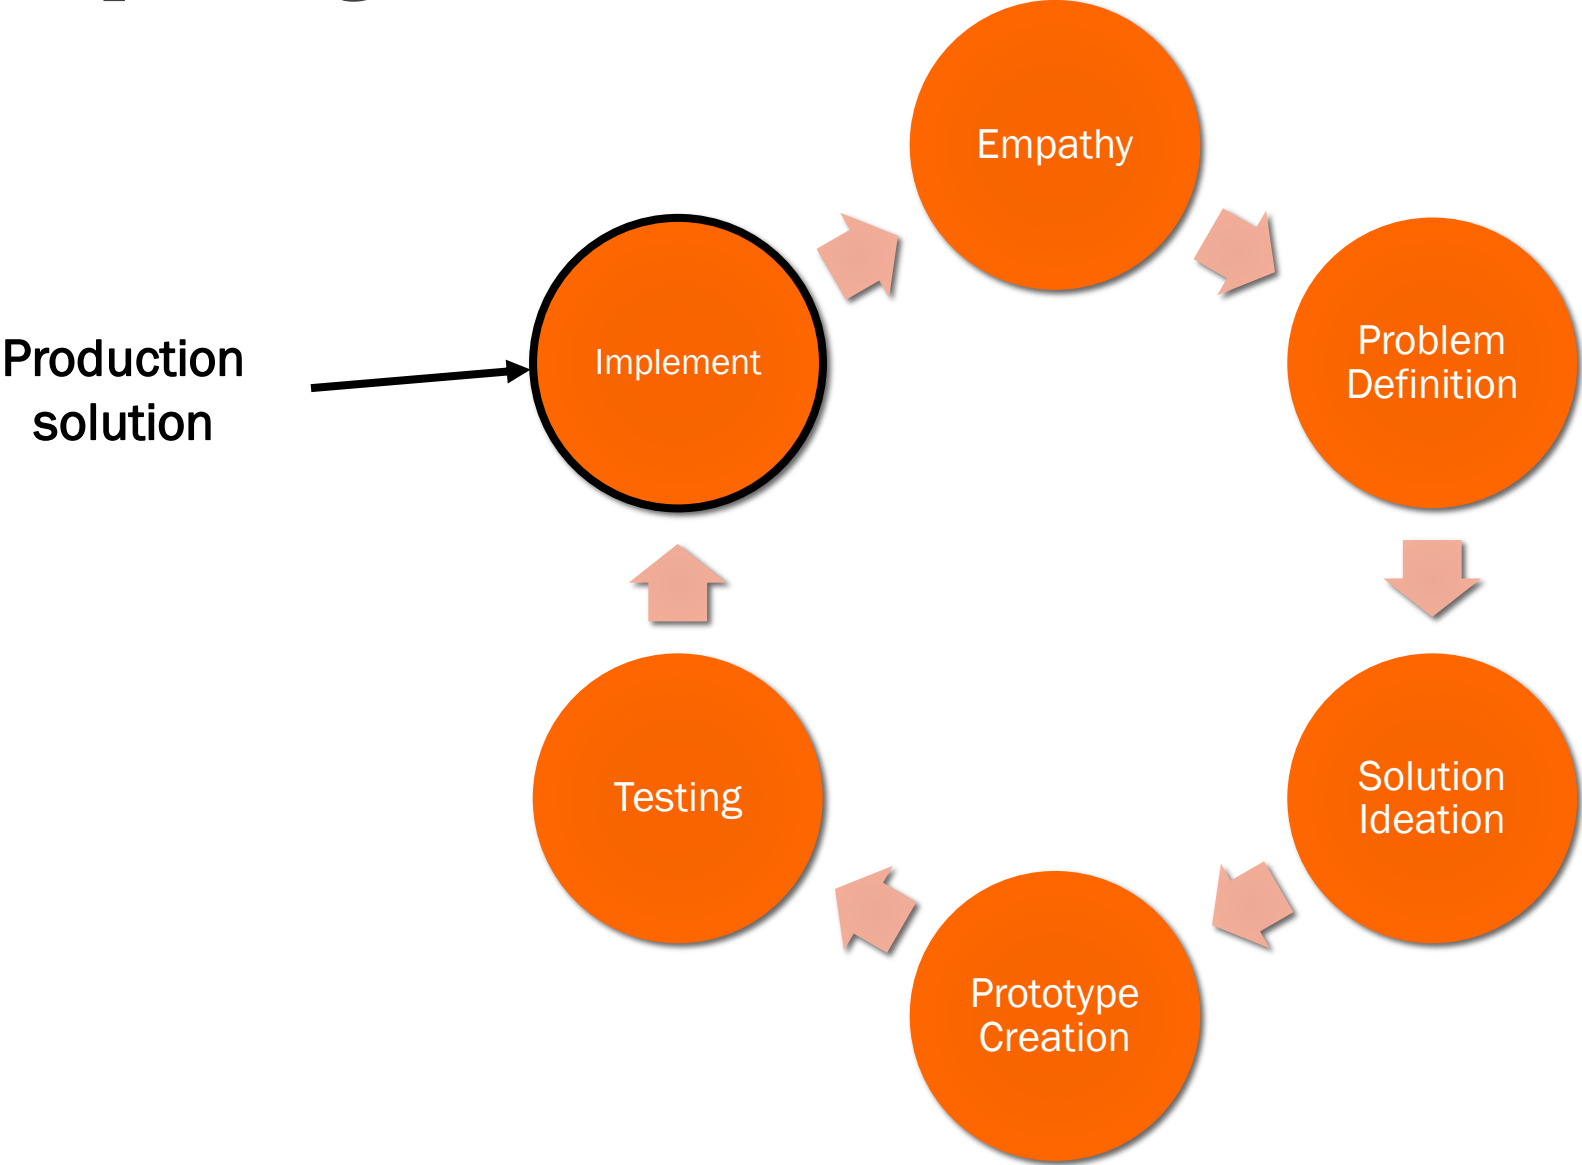 Empathy
Problem
Definition
Solution
Ideation
Prototype
Creation
Testing
Implement
Production
solution